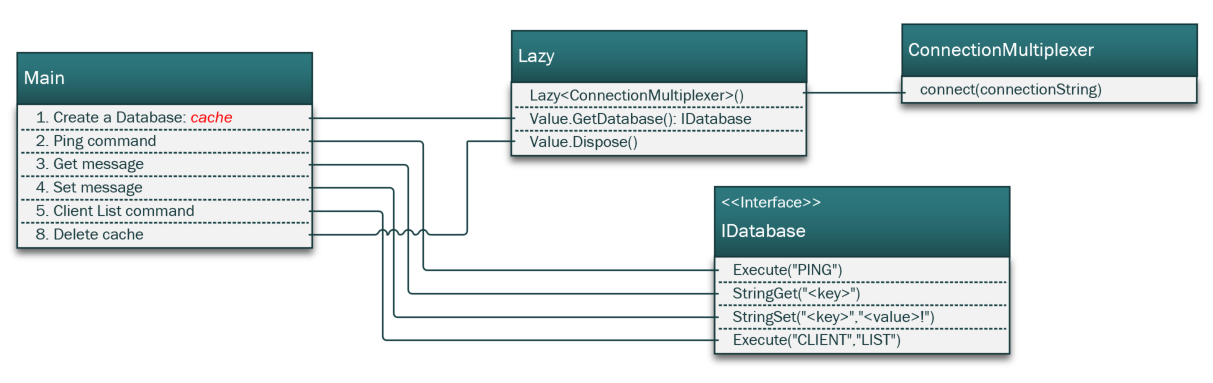 Main
1. Create a Database: cache
2. Ping command
3. Get message
4. Set message
5. Client List command
8. Delete cache
Lazy
Lazy<ConnectionMultiplexer>()
Value.GetDatabase(): IDatabase
Value.Dispose()
ConnectionMultiplexer
connect(connectionString)
<<Interface>>
IDatabase
Execute("PING")
StringGet("<key>")
StringSet("<key>","<value>!")
Execute("CLIENT","LIST")